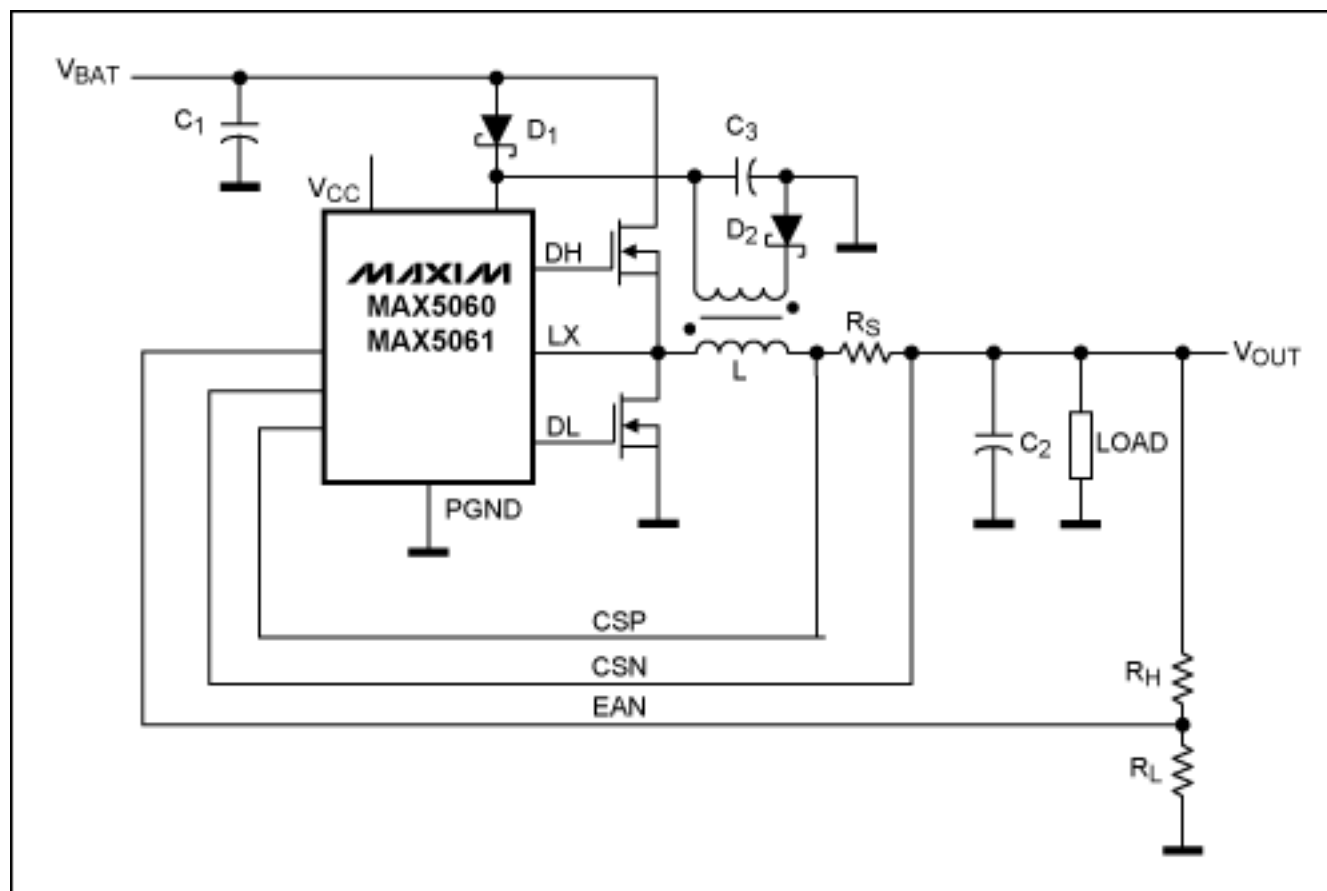 VBAT
C1
D1
C3
VCC
D2
DH
MAXIM
MAX5060
MAX5061
LX
RS
L
VOUT
DL
C2
LOAD
PGND
CSP
CSN
RH
EAN
RL